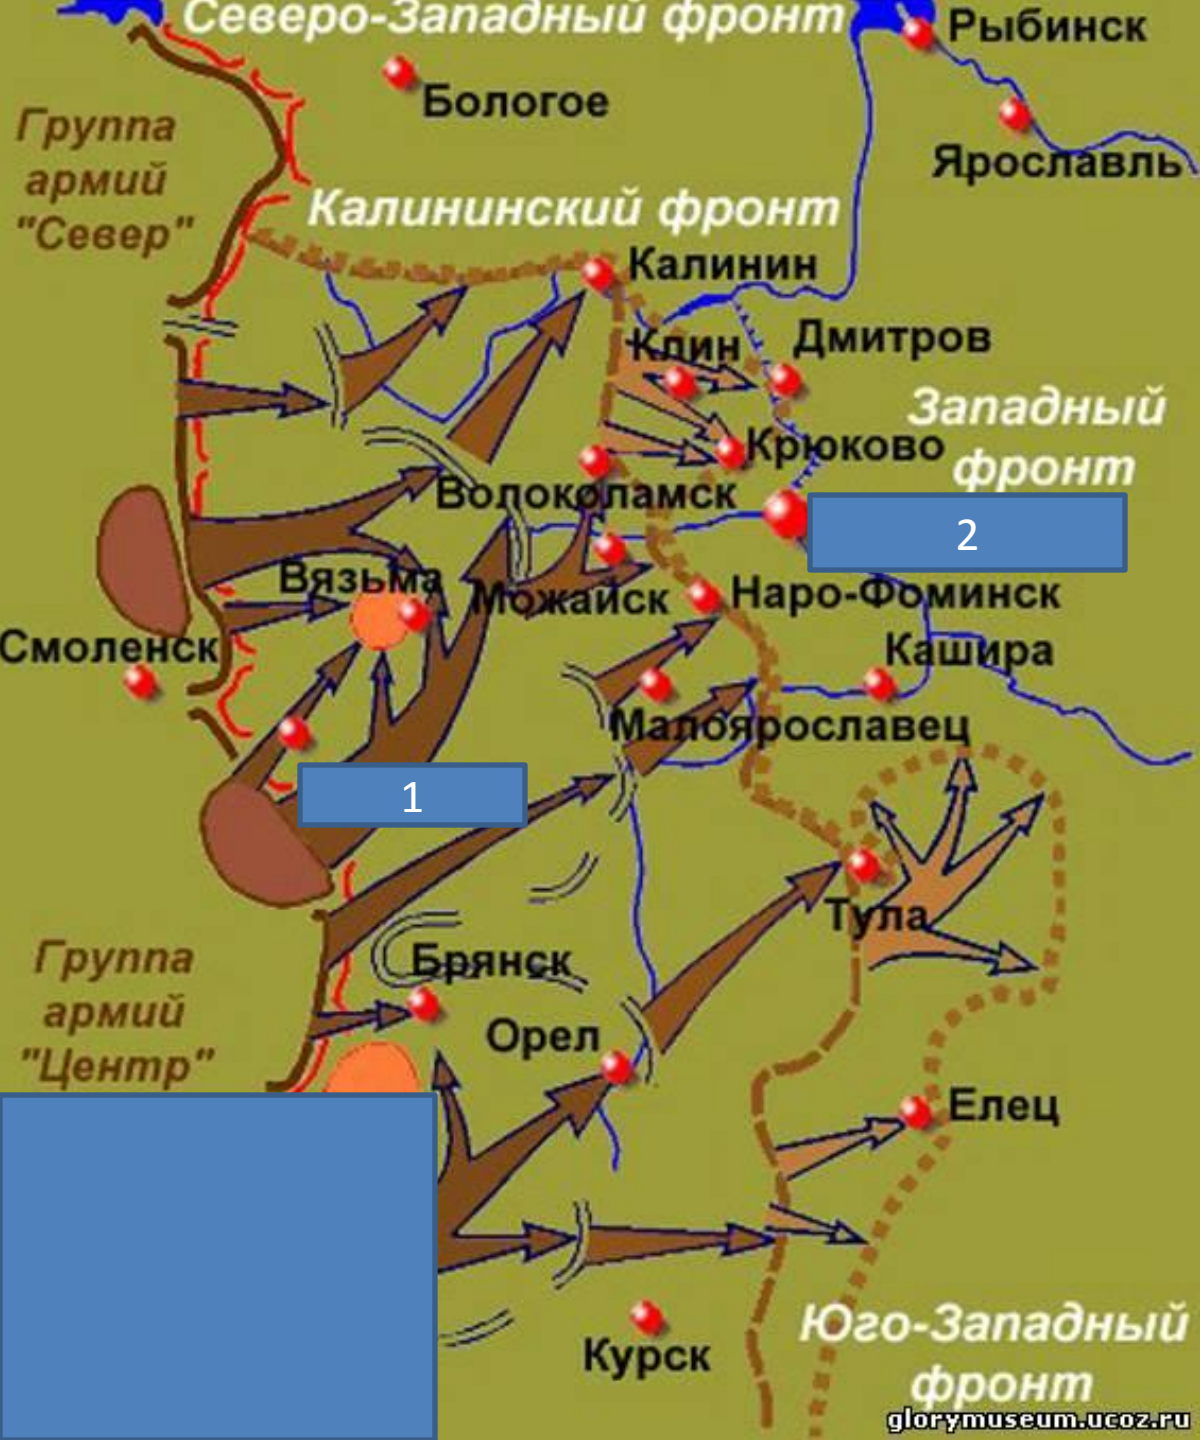 Северо-Западный фронт
Рыбинск
Бологое
Ярославль
Группа
армий
"Север"
Калининский фронт
Калинин
Клин
Дмитров
Западный
фронт
Крюково
Волоколамск
2
Вязьма
Можайск
Наро-Фоминск
Смоленск
Кашира
Малоярославец
1
Тула
Группа
армий
"Центр"
Брянск
Орел
Елец
Курск
Юго-Западный
фронт
glorymuseum.ucoz.ru